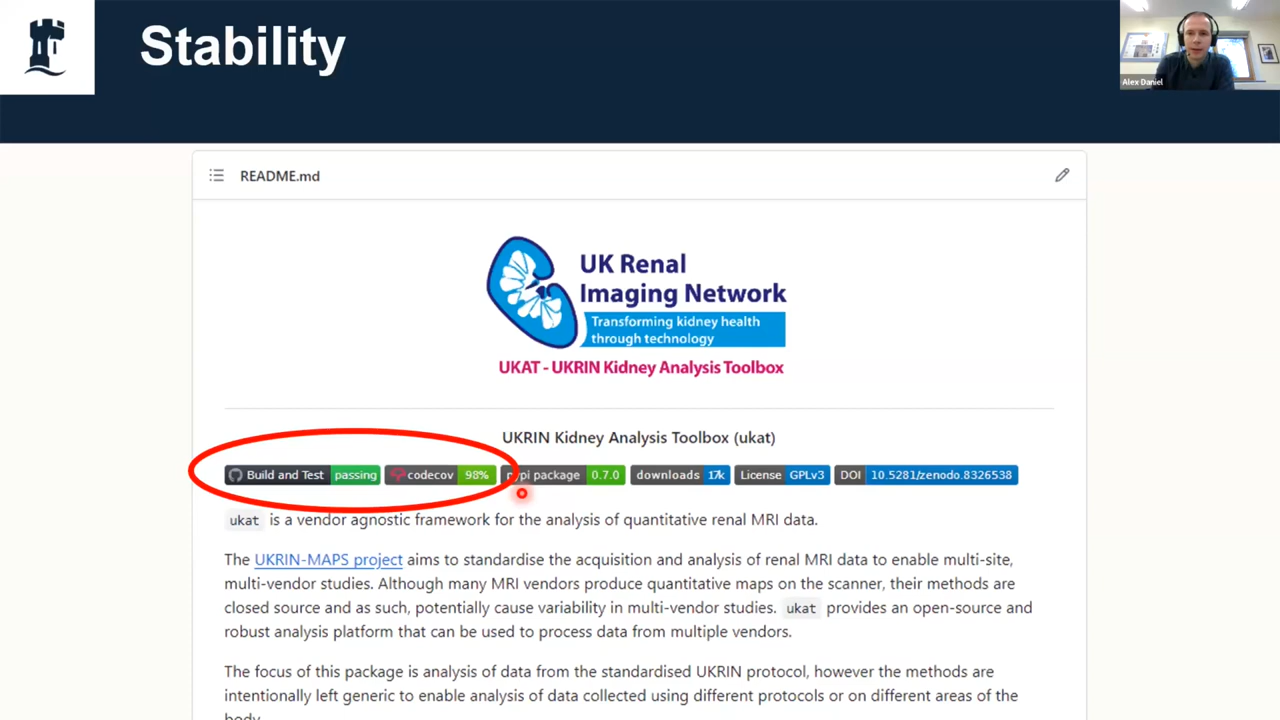 Stability
Alex Daniel
README.md
UK Renal
Imaging Network
Transforming kidney health
through technology
UKAT - UKRIN Kidney Analysis Toolbox
UKRIN Kidney Analysis Toolbox (ukat)
Build and Test passing codecov 98% pypi package 0.7.0 downloads 17k License GPLv3 DOI 10.5281/zenodo.8326538
ukat is a vendor agnostic framework for the analysis of quantitative renal MRI data.
The UKRIN-MAPS project aims to standardise the acquisition and analysis of renal MRI data to enable multi-site,
multi-vendor studies. Although many MRI vendors produce quantitative maps on the scanner, their methods are
closed source and as such, potentially cause variability in multi-vendor studies. ukat provides an open-source and
robust analysis platform that can be used to process data from multiple vendors.
The focus of this package is analysis of data from the standardised UKRIN protocol, however the methods are
intentionally left generic to enable analysis of data collected using different protocols or on different areas of the
body.